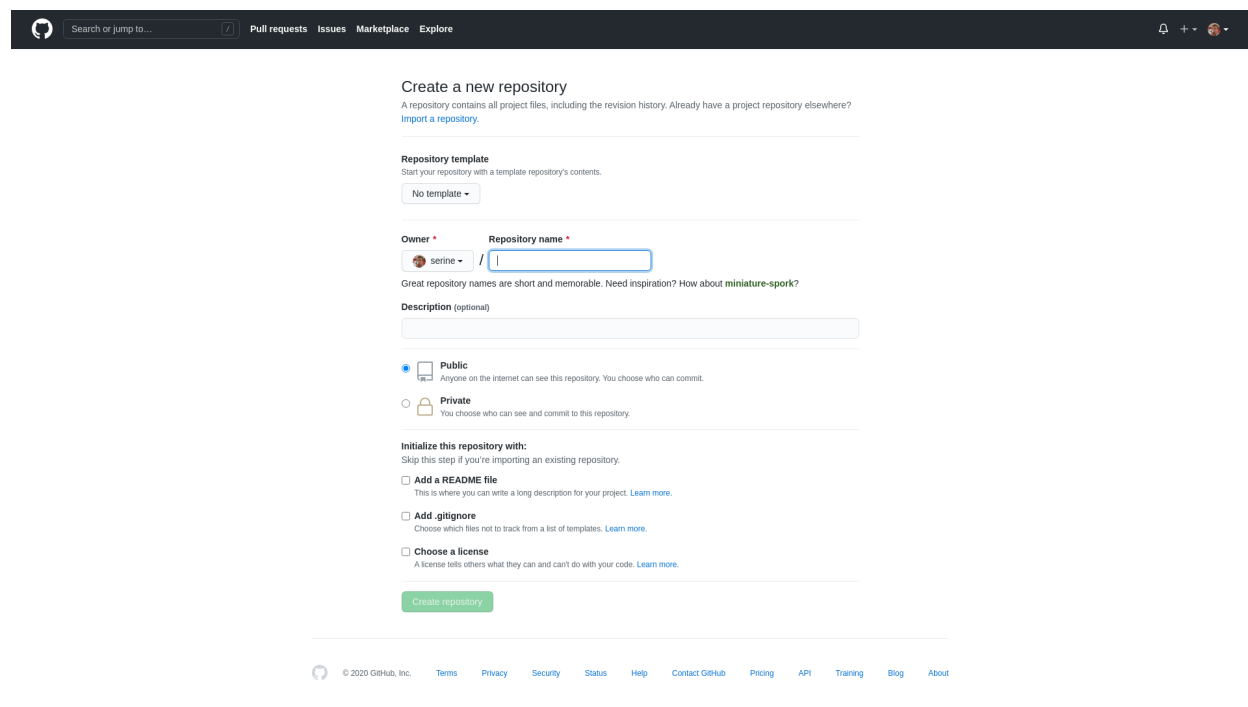 Search or jump to… /
Pull requests Issues Marketplace Explore
Create a new repository
A repository contains all project files, including the revision history. Already have a project repository elsewhere?
Import a repository.
Repository template
Start your repository with a template repository's contents.
No template
Owner * Repository name *
serine /
Great repository names are short and memorable. Need inspiration? How about miniature-spork?
Description (optional)
Public
Anyone on the internet can see this repository. You choose who can commit.
Private
You choose who can see and commit to this repository.
Initialize this repository with:
Skip this step if you're importing an existing repository.
Add a README file
This is where you can write a long description for your project. Learn more.
Add .gitignore
Choose which files not to track from a list of templates. Learn more.
Choose a license
A license tells others what they can and can't do with your code. Learn more.
Create repository
© 2020 GitHub, Inc. Terms Privacy Security Status Help Contact GitHub Pricing API Training Blog About